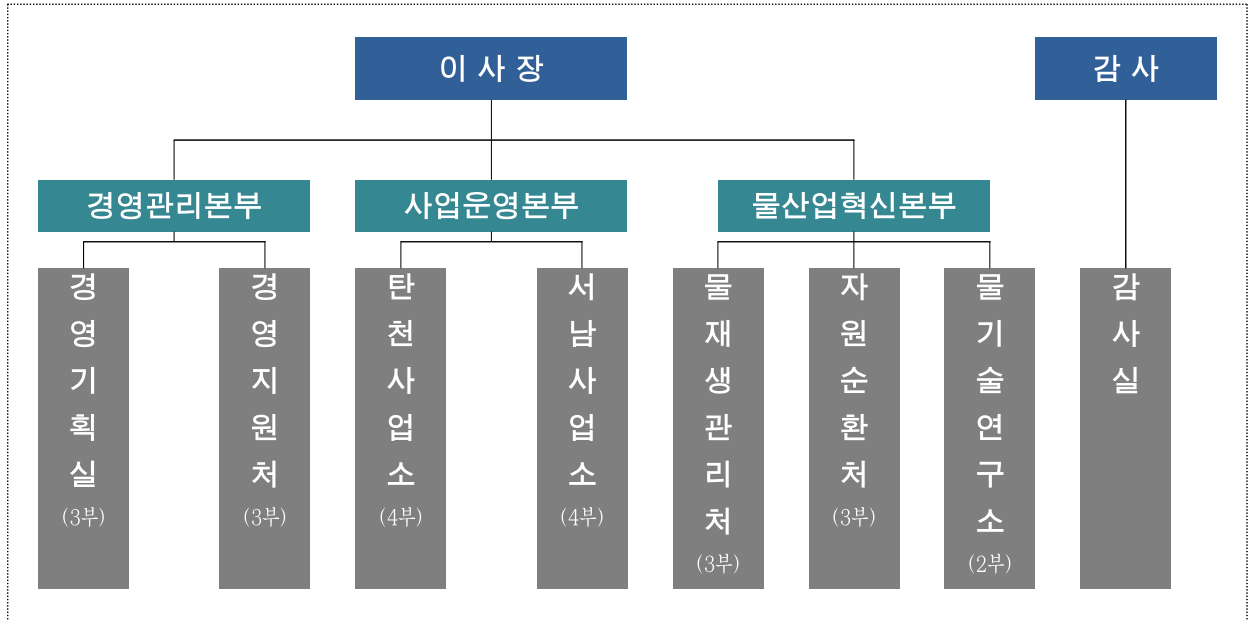 이 사 장
감 사
경영관리본부
사업운영본부
물산업혁신본부
경영기획실
(3부)
경영지원처
(3부)
탄천사업소
(4부)
서남사업소
(4부)
물재생관리처
(3부)
자원순환처
(3부)
물기술연구소
(2부)
감사실